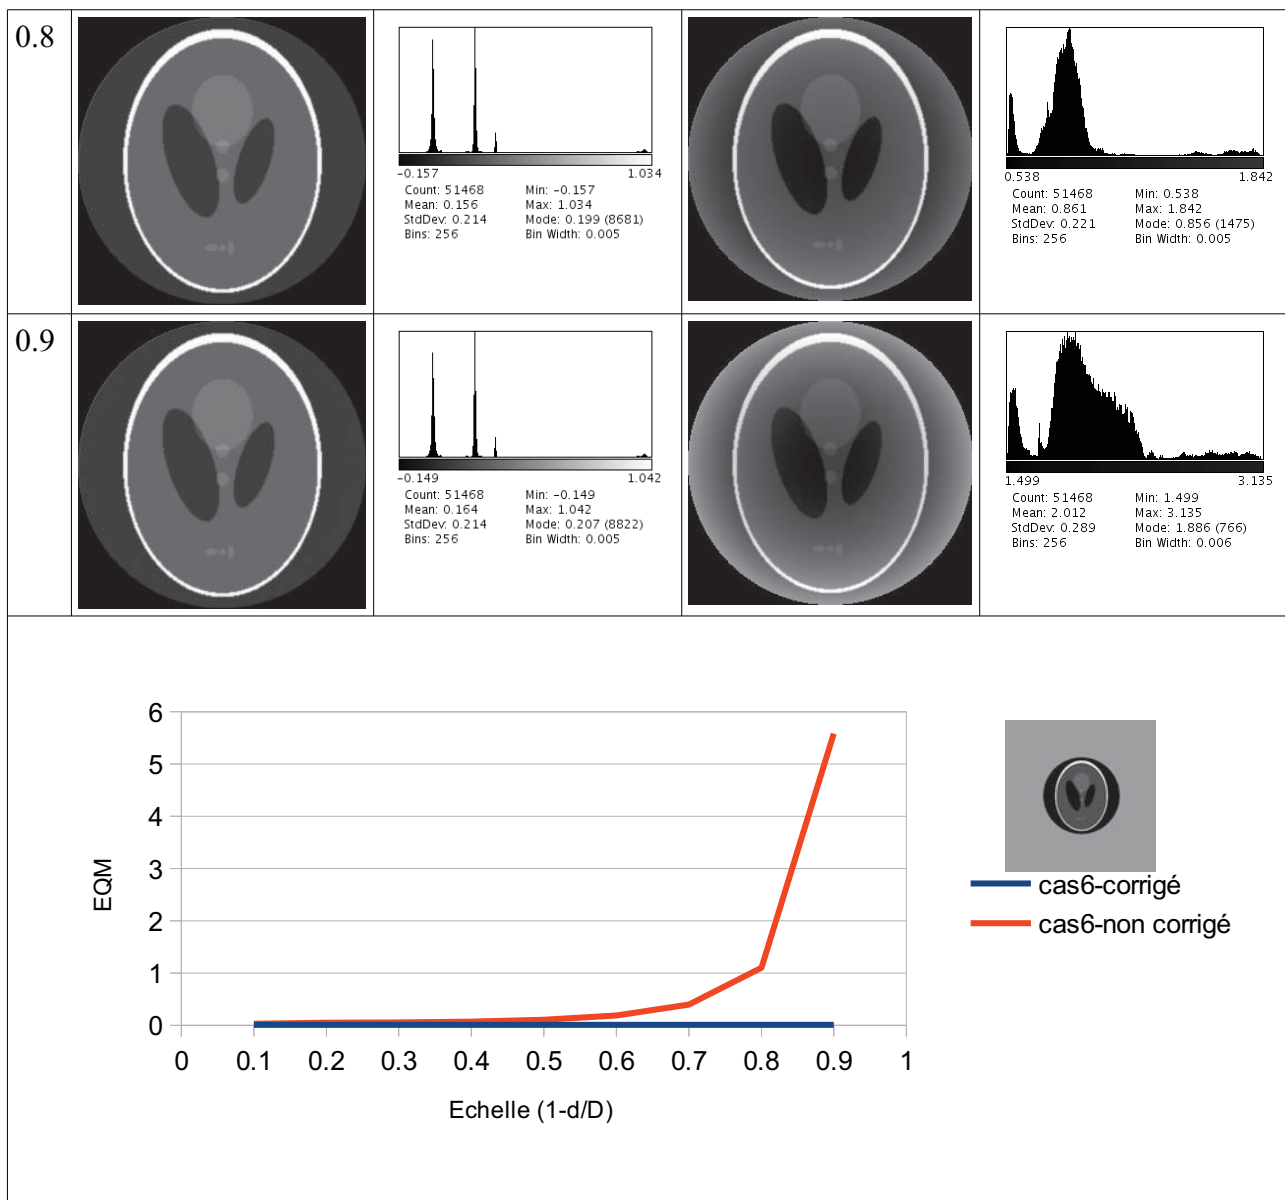 0.8
-0.157 1.034
Count: 51468 Min: -0.157
Mean: 0.156 Max: 1.034
StdDev: 0.214 Mode: 0.199 (8681)
Bins: 256 Bin Width: 0.005
0.538 1.842
Count: 51468 Min: 0.538
Mean: 0.861 Max: 1.842
StdDev: 0.221 Mode: 0.856 (1475)
Bins: 256 Bin Width: 0.005
0.9
-0.149 1.042
Count: 51468 Min: -0.149
Mean: 0.164 Max: 1.042
StdDev: 0.214 Mode: 0.207 (8822)
Bins: 256 Bin Width: 0.005
1.499 3.135
Count: 51468 Min: 1.499
Mean: 2.012 Max: 3.135
StdDev: 0.289 Mode: 1.886 (766)
Bins: 256 Bin Width: 0.006
6
5
4
3
2
1
0
EQM
0 0.1 0.2 0.3 0.4 0.5 0.6 0.7 0.8 0.9 1
Echelle (1-d/D)
cas6-corrigé
cas6-non corrigé